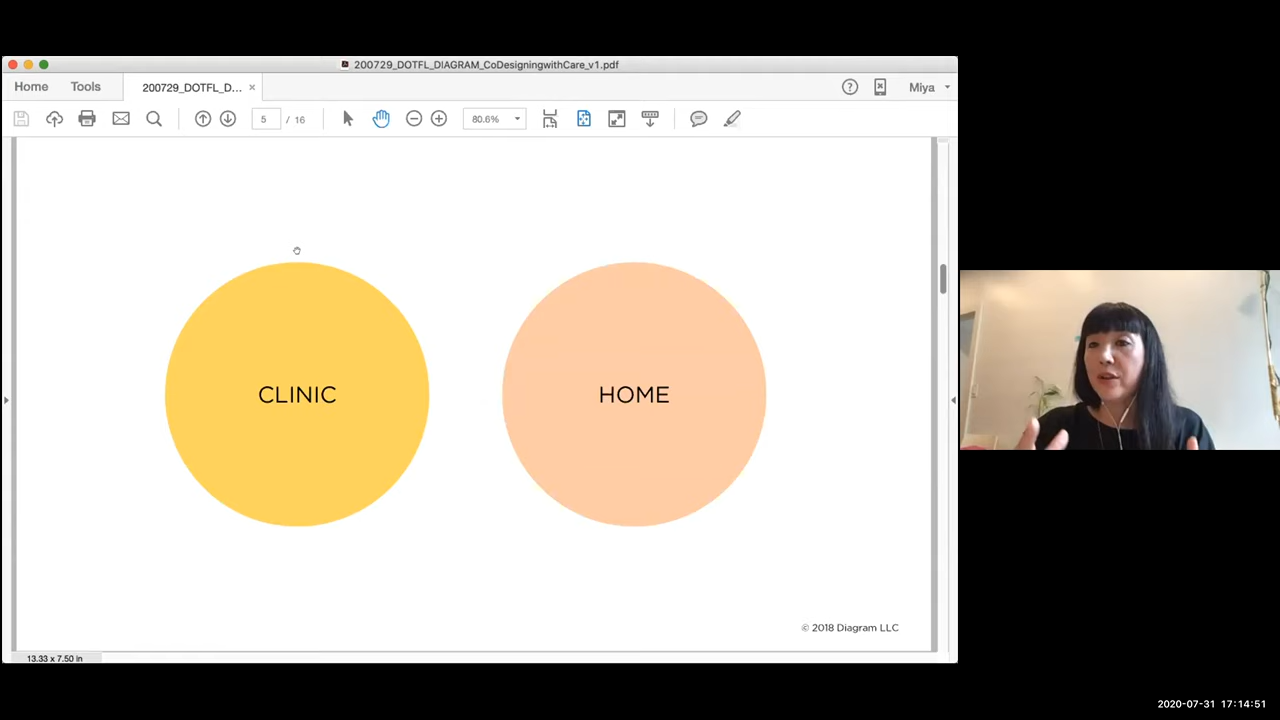 200729_DOTFL_DIAGRAM_CoDesigningwithCare_v1.pdf
Home Tools 200729_DOTFL_D... × ? Miya
5 / 16 80.6%
CLINIC HOME
© 2018 Diagram LLC
13.33 x 7.50 in
2020-07-31 17:14:51